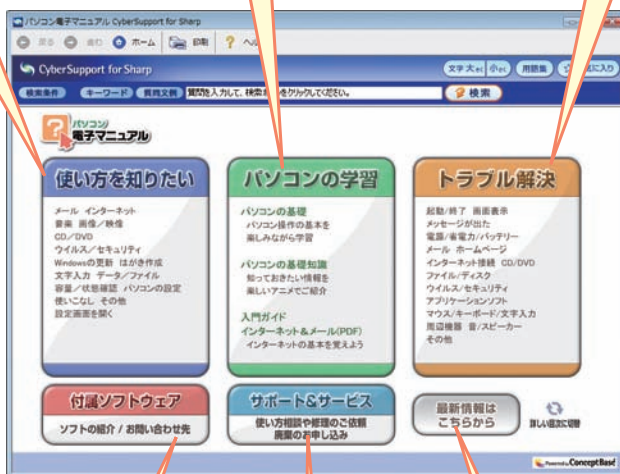 パソコン電子マニュアル CyberSupport for Sharp
戻る 進む ホーム 印刷
CyberSupport for Sharp
文字 大きく 小さく 用語集
検索条件 キーワード 質問文例 質問を入力して、検索ボタンをクリックしてください。 検索
パソコン
電子マニュアル
使い方を知りたい
メール インターネット
音楽 画像/映像
CD/DVD
ウイルス/セキュリティ
Windowsの更新 はがき作成
文字入力 データ/ファイル
容量/状態確認 パソコンの設定
使いこなし その他
設定画面を開く
パソコンの学習
パソコンの基礎
パソコン操作の基本を
楽しみながら学習
パソコンの基礎知識
知っておきたい情報を
楽しいアニメでご紹介
入門ガイド
インターネット&メール(PDF)
インターネットの基本を覚えよう
トラブル解決
起動/終了 画面表示
メッセージが出た
電源/省電力/バッテリー
メール ホームページ
インターネット接続 CD/DVD
ファイル/ディスク
ウイルス/セキュリティ
アプリケーションソフト
マウス/キーボード/文字入力
周辺機器 音/スピーカー
その他
付属ソフトウェア
ソフトの紹介 / お問い合わせ先
サポート&サービス
使い方相談や修理のご依頼
廃棄のお申し込み
最新情報は
こちらから
詳しい目次に切替
Powered by ConceptBase